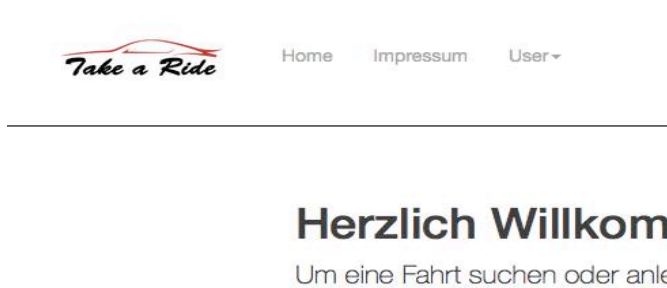 Take a Ride
Home Impressum User
Herzlich Willkom
Um eine Fahrt suchen oder anle